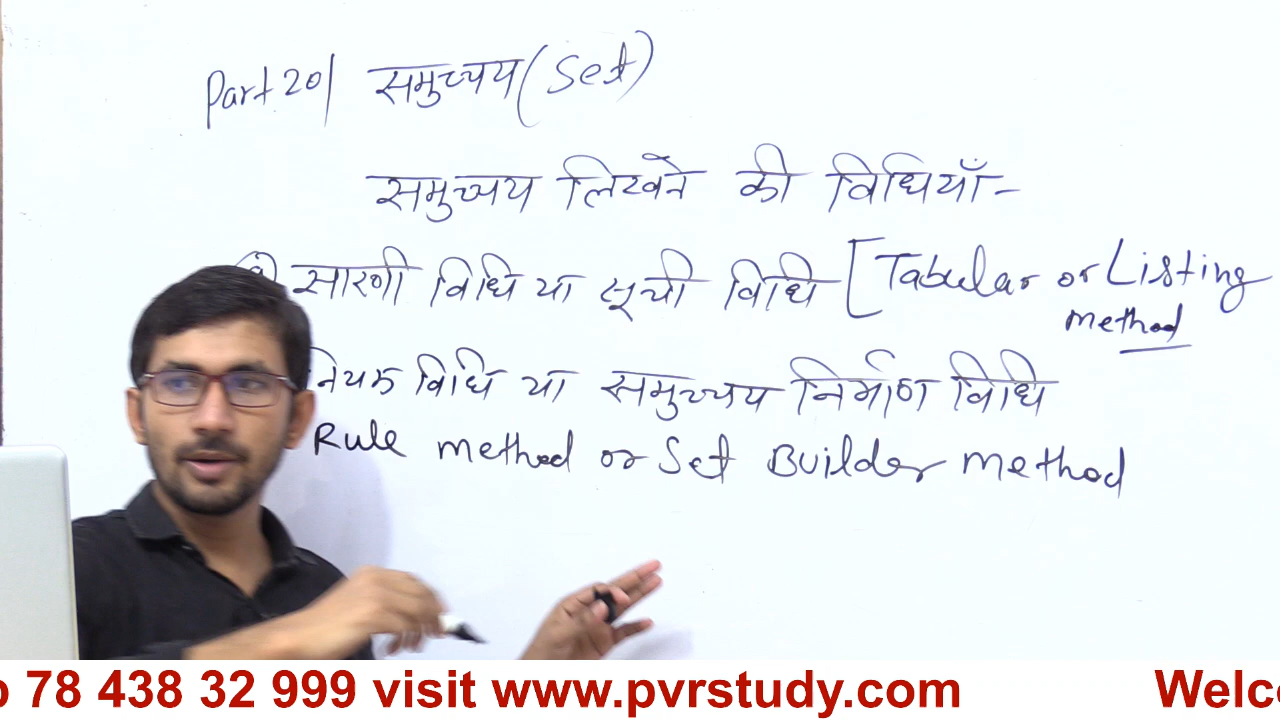 Part 20| समुच्चय (Set)
समुच्चय लिखने की विधियाँ-
सारणी विधि या सूची विधि [Tabular or Listing
method
नियम विधि या समुच्चय निर्माण विधि
Rule method or Set Builder method
78 438 32 999 visit www.pvrstudy.com